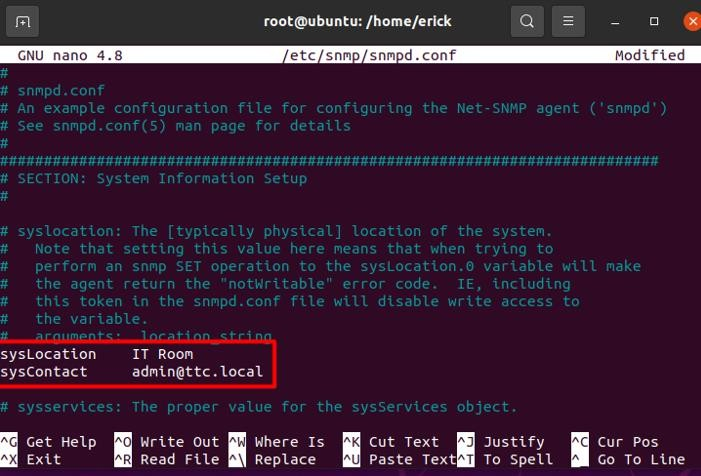 root@ubuntu: /home/erick
GNU nano 4.8 /etc/snmp/snmpd.conf Modified
#
# snmpd.conf
# An example configuration file for configuring the Net-SNMP agent ('snmpd')
# See snmpd.conf(5) man page for details
#
###########################################################################
# SECTION: System Information Setup
#
# syslocation: The [typically physical] location of the system.
#   Note that setting this value here means that when trying to
#   perform an snmp SET operation to the sysLocation.0 variable will make
#   the agent return the "notWritable" error code.  IE, including
#   this token in the snmpd.conf file will disable write access to
#   the variable.
#   arguments:  location_string
sysLocation    IT Room
sysContact     admin@ttc.local
# sysservices: The proper value for the sysServices object.
^G Get Help  ^O Write Out ^W Where Is  ^K Cut Text  ^J Justify  ^C Cur Pos
^X Exit  ^R Read File ^\ Replace  ^U Paste Text^T To Spell  ^_ Go To Line